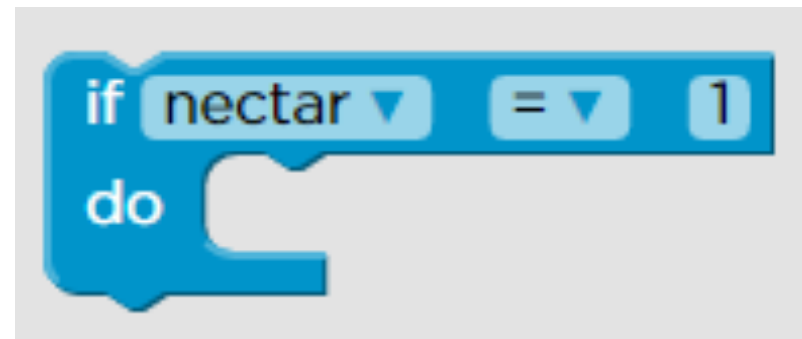 if nectar ▼ = ▼ 1
do